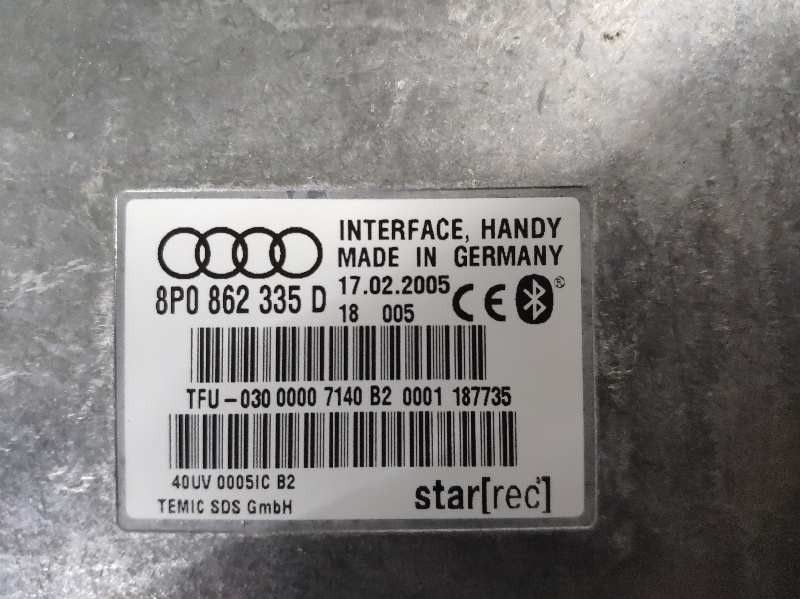 INTERFACE, HANDY
MADE IN GERMANY
8P0 862 335 D
17.02.2005
18 005
CE
®
TFU-030 0000 7140 B2 0001 187735
40UV 0005IC B2
TEMIC SDS GmbH
star[rec]